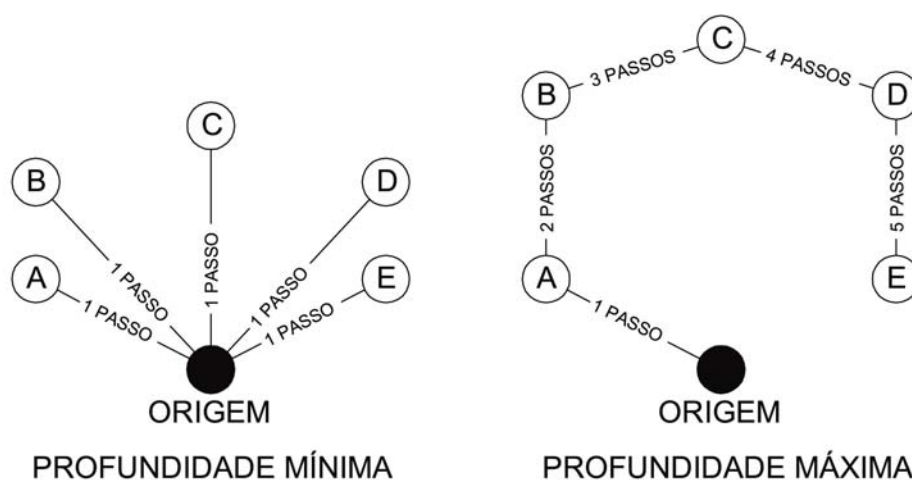 C
B
D
A
E
1 PASSO
1 PASSO
1 PASSO
1 PASSO
1 PASSO
ORIGEM
PROFUNDIDADE MÍNIMA
C
B
D
A
E
1 PASSO
2 PASSOS
3 PASSOS
4 PASSOS
5 PASSOS
ORIGEM
PROFUNDIDADE MÁXIMA